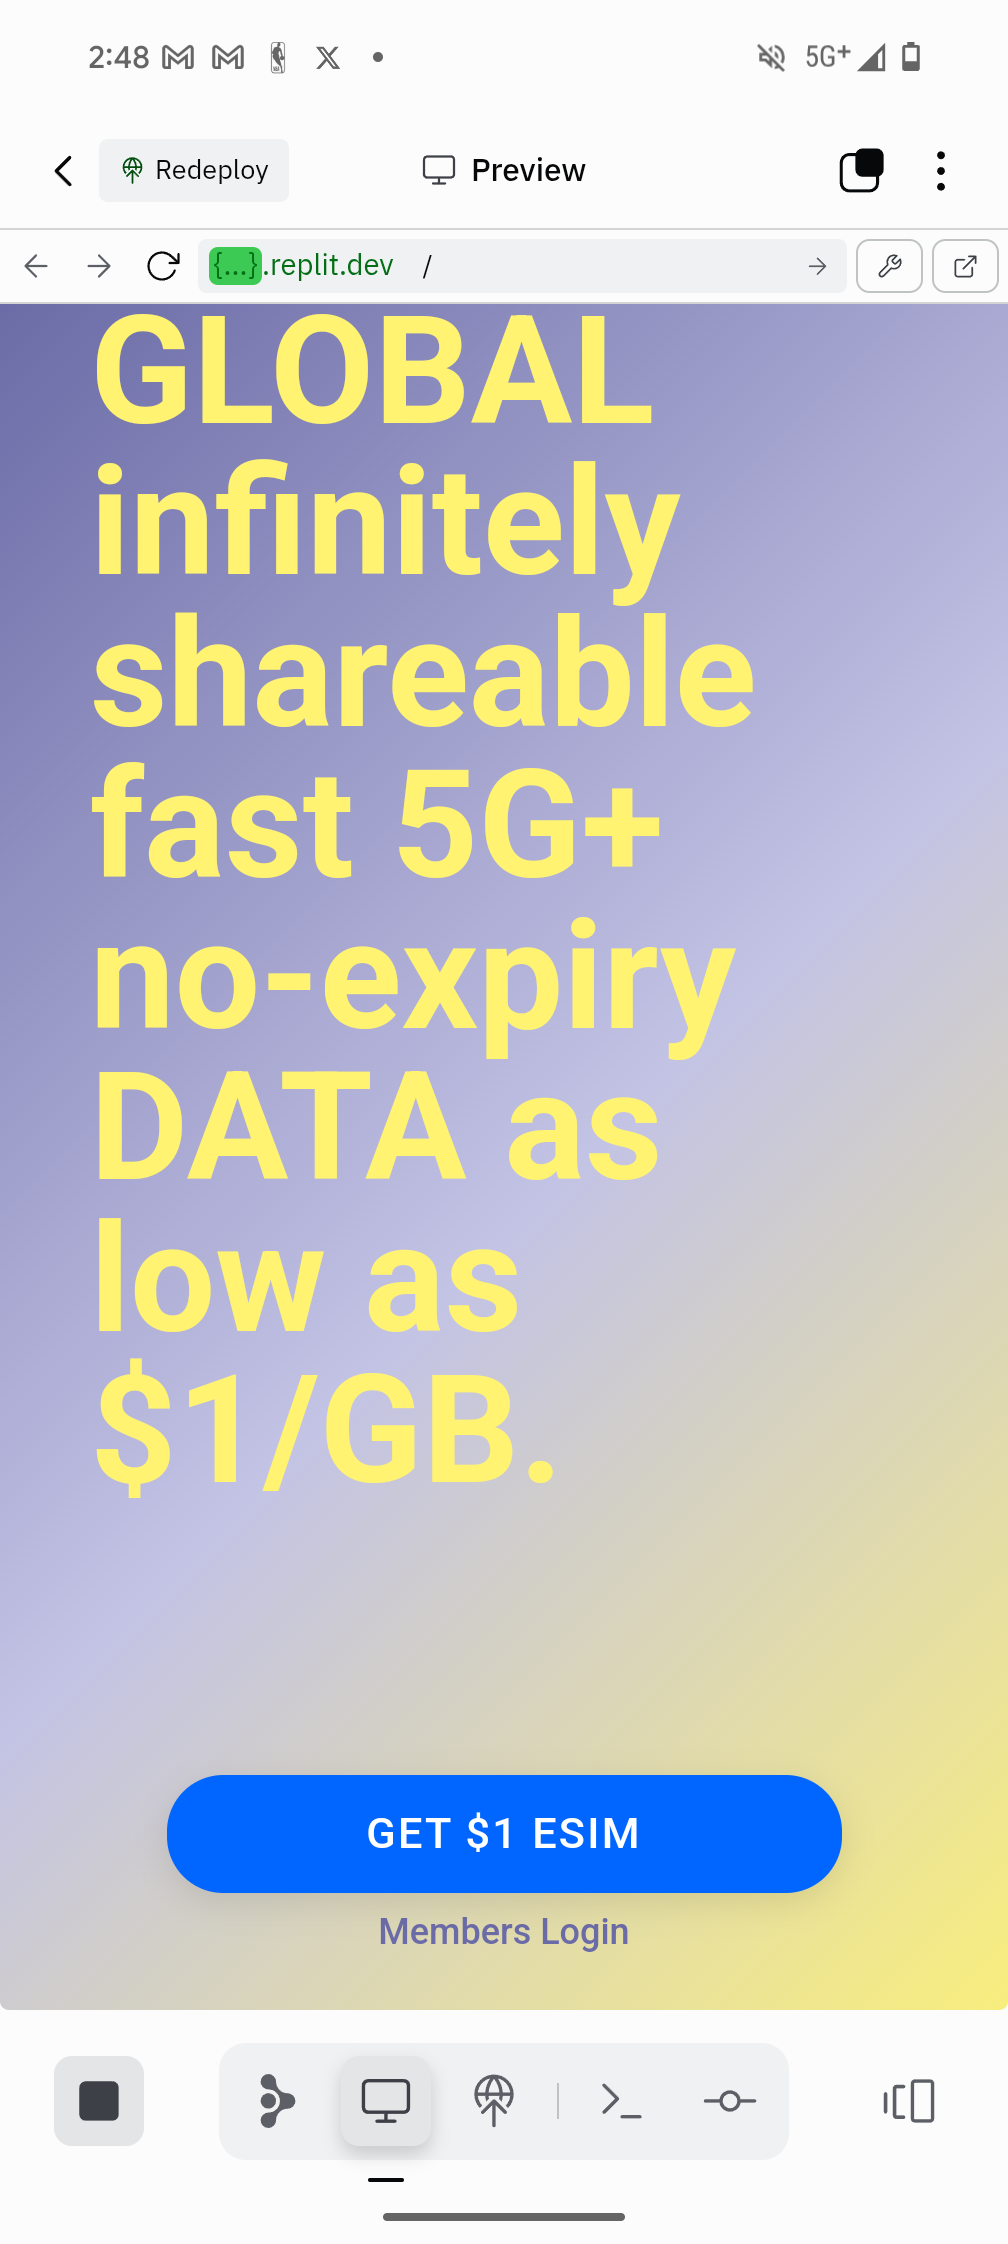 2:48
5G+
Redeploy
Preview
{...}.replit.dev /
GLOBAL
infinitely
shareable
fast 5G+
no-expiry
DATA as
low as
$1/GB.
GET $1 ESIM
Members Login